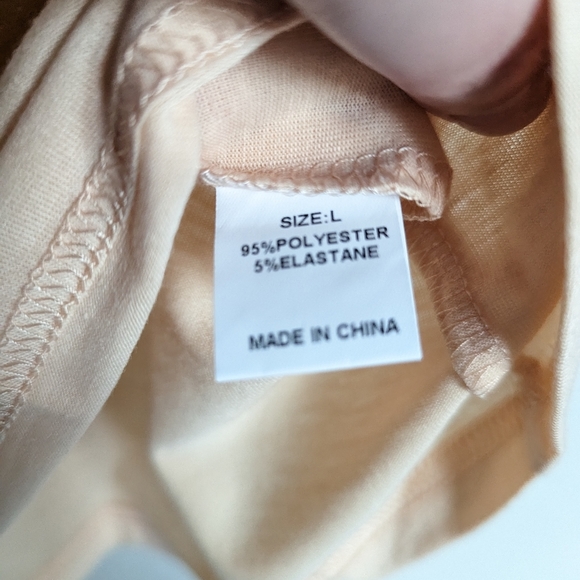 SIZE:L
95%POLYESTER
5%ELASTANE
MADE IN CHINA